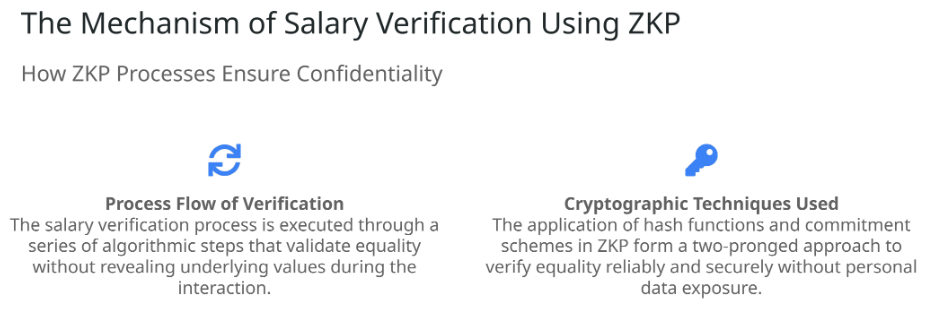 The Mechanism of Salary Verification Using ZKP
How ZKP Processes Ensure Confidentiality
Process Flow of Verification
The salary verification process is executed through a
series of algorithmic steps that validate equality
without revealing underlying values during the
interaction.
Cryptographic Techniques Used
The application of hash functions and commitment
schemes in ZKP form a two-pronged approach to
verify equality reliably and securely without personal
data exposure.